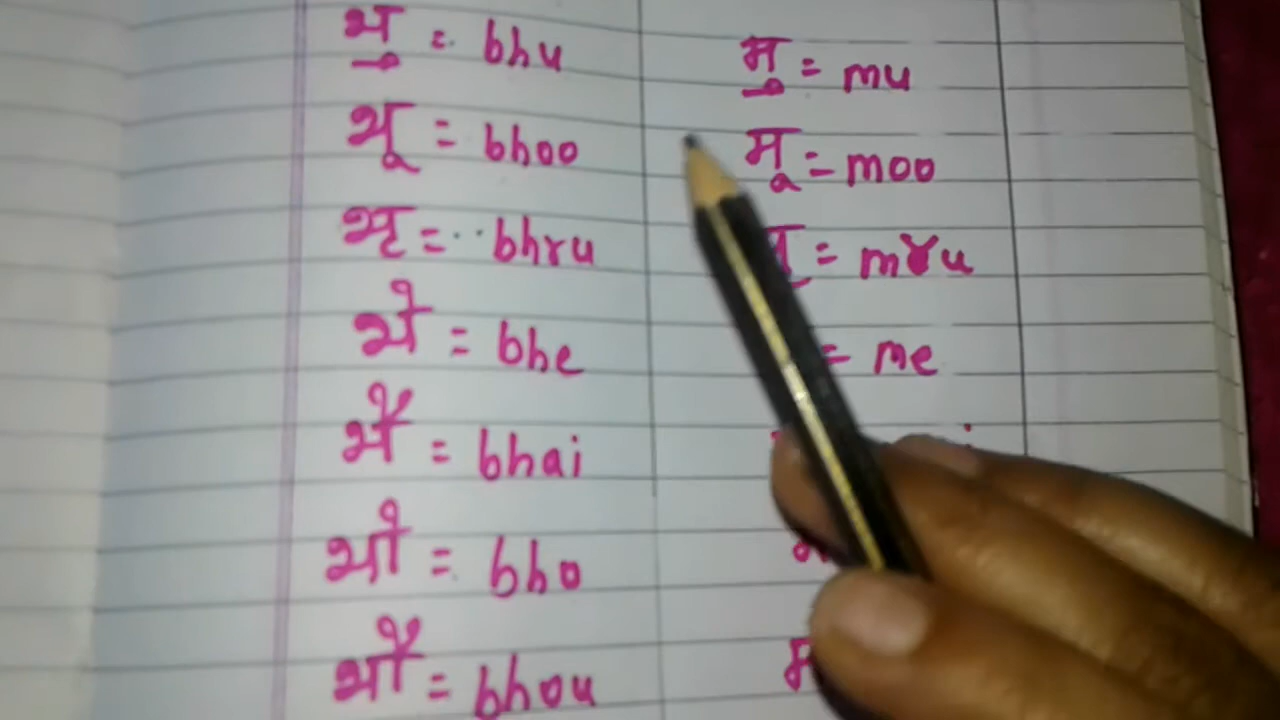 भु = bhu
मु = mu
भू = bhoo
मू = moo
भृ = bhru
= mru
भे = bhe
= me
भै = bhai
भो = bho
भौ = bhou